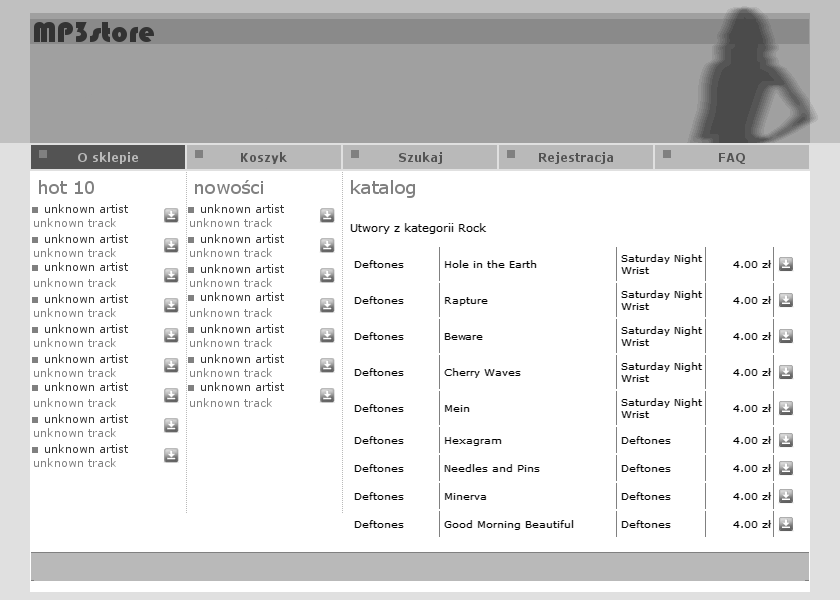 MP3store
O sklepie
Koszyk
Szukaj
Rejestracja
FAQ
hot 10
unknown artist
unknown track
unknown artist
unknown track
unknown artist
unknown track
unknown artist
unknown track
unknown artist
unknown track
unknown artist
unknown track
unknown artist
unknown track
unknown artist
unknown track
unknown artist
unknown track
nowości
unknown artist
unknown track
unknown artist
unknown track
unknown artist
unknown track
unknown artist
unknown track
unknown artist
unknown track
unknown artist
unknown track
unknown artist
unknown track
katalog
Utwory z kategorii Rock
Deftones Hole in the Earth Saturday Night Wrist 4.00 zł
Deftones Rapture Saturday Night Wrist 4.00 zł
Deftones Beware Saturday Night Wrist 4.00 zł
Deftones Cherry Waves Saturday Night Wrist 4.00 zł
Deftones Mein Saturday Night Wrist 4.00 zł
Deftones Hexagram Deftones 4.00 zł
Deftones Needles and Pins Deftones 4.00 zł
Deftones Minerva Deftones 4.00 zł
Deftones Good Morning Beautiful Deftones 4.00 zł